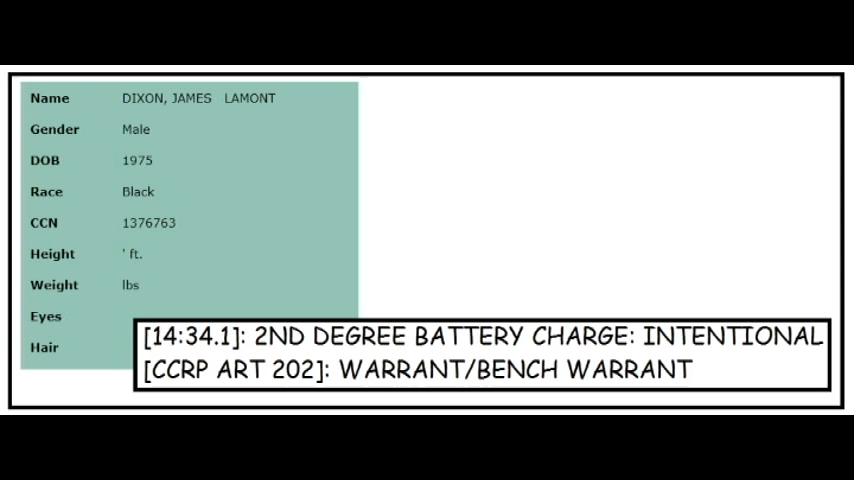 Name DIXON, JAMES LAMONT
Gender Male
DOB 1975
Race Black
CCN 1376763
Height ' ft.
Weight lbs
Eyes
Hair
[14:34.1]: 2ND DEGREE BATTERY CHARGE: INTENTIONAL
[CCRP ART 202]: WARRANT/BENCH WARRANT